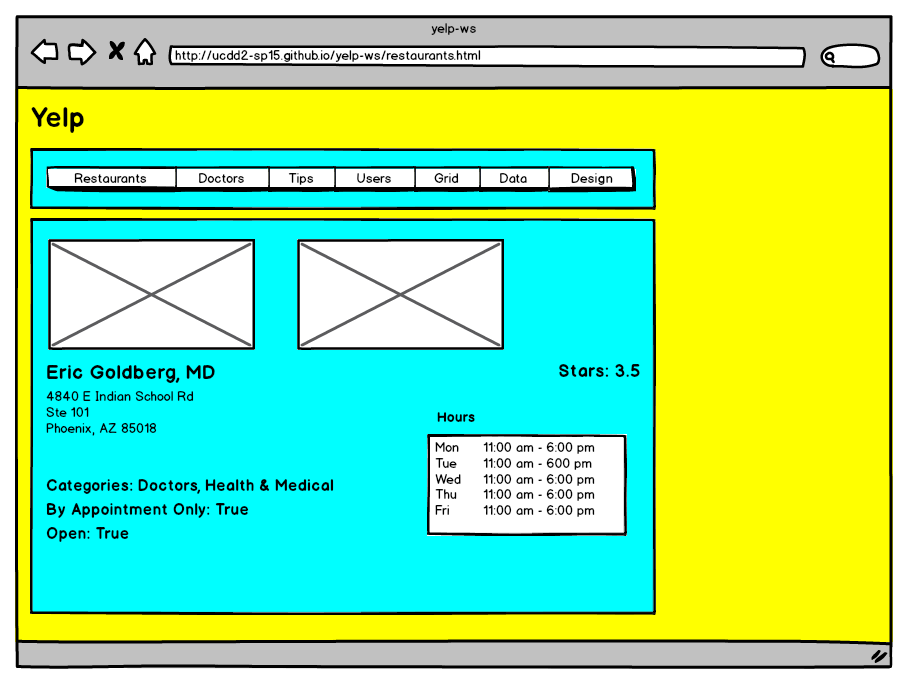 yelp-ws
http://ucdd2-sp15.github.io/yelp-ws/restaurants.html
Yelp
Restaurants Doctors Tips Users Grid Data Design
Eric Goldberg, MD
Stars: 3.5
4840 E Indian School Rd
Ste 101
Phoenix, AZ 85018
Hours
Mon 11:00 am - 6:00 pm
Tue 11:00 am - 600 pm
Wed 11:00 am - 6:00 pm
Thu 11:00 am - 6:00 pm
Fri 11:00 am - 6:00 pm
Categories: Doctors, Health & Medical
By Appointment Only: True
Open: True